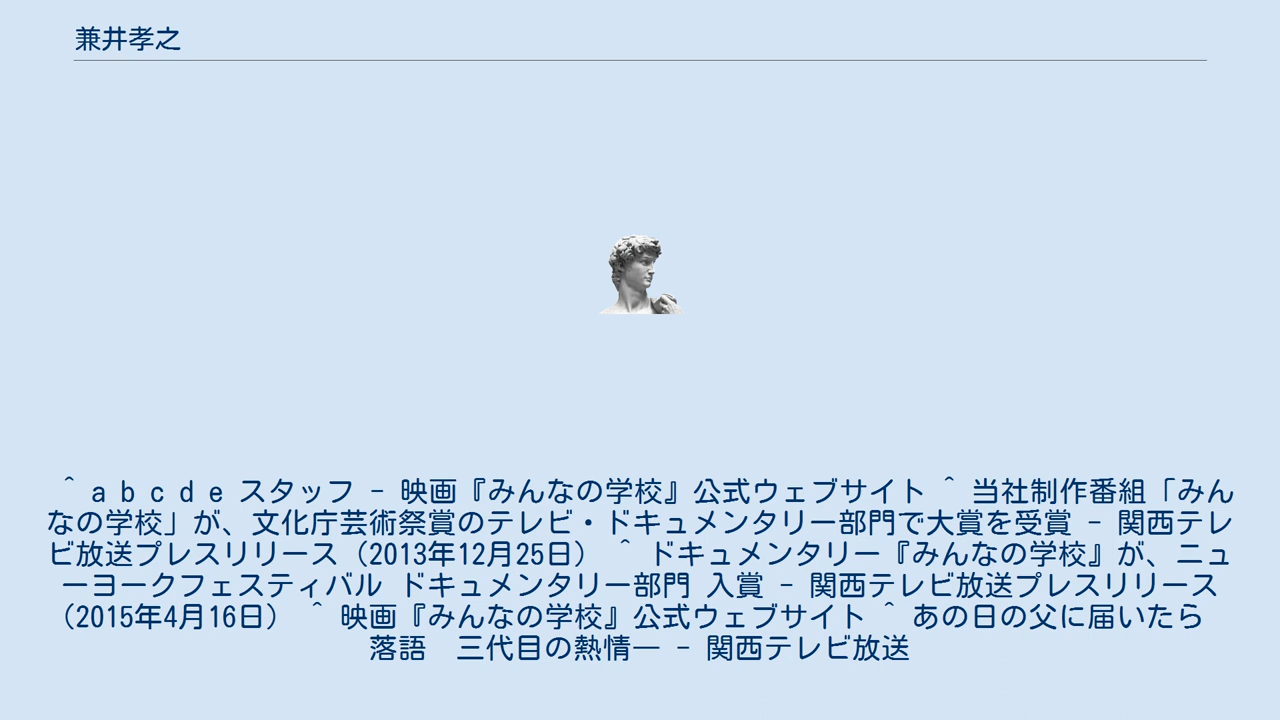 兼井孝之
^ a b c d e スタッフ - 映画『みんなの学校』公式ウェブサイト ^ 当社制作番組「みん
なの学校」が、文化庁芸術祭賞のテレビ・ドキュメンタリー部門で大賞を受賞 - 関西テレ
ビ放送プレスリリース（2013年12月25日） ^ ドキュメンタリー『みんなの学校』が、ニュ
ーヨークフェスティバル ドキュメンタリー部門 入賞 - 関西テレビ放送プレスリリース
（2015年4月16日） ^ 映画『みんなの学校』公式ウェブサイト ^ あの日の父に届いたら
落語　三代目の熱情― - 関西テレビ放送